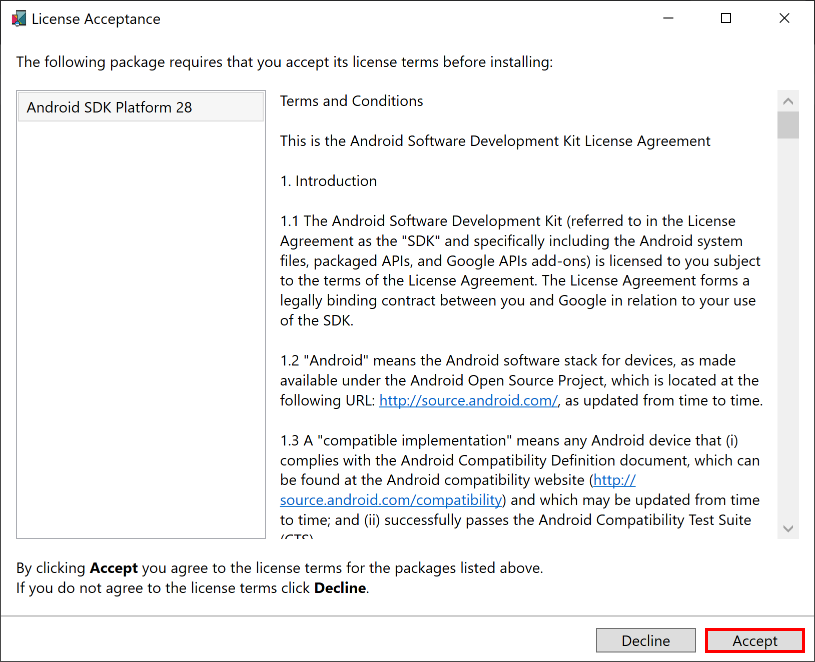 License Acceptance
The following package requires that you accept its license terms before installing:
Android SDK Platform 28
Terms and Conditions
This is the Android Software Development Kit License Agreement
1. Introduction
1.1 The Android Software Development Kit (referred to in the License
Agreement as the "SDK" and specifically including the Android system
files, packaged APIs, and Google APIs add-ons) is licensed to you subject
to the terms of the License Agreement. The License Agreement forms a
legally binding contract between you and Google in relation to your use
of the SDK.
1.2 "Android" means the Android software stack for devices, as made
available under the Android Open Source Project, which is located at the
following URL: http://source.android.com/, as updated from time to time.
1.3 A "compatible implementation" means any Android device that (i)
complies with the Android Compatibility Definition document, which can
be found at the Android compatibility website (http://
source.android.com/compatibility) and which may be updated from time
to time; and (ii) successfully passes the Android Compatibility Test Suite
(CTS)
By clicking Accept you agree to the license terms for the packages listed above.
If you do not agree to the license terms click Decline.
Decline
Accept